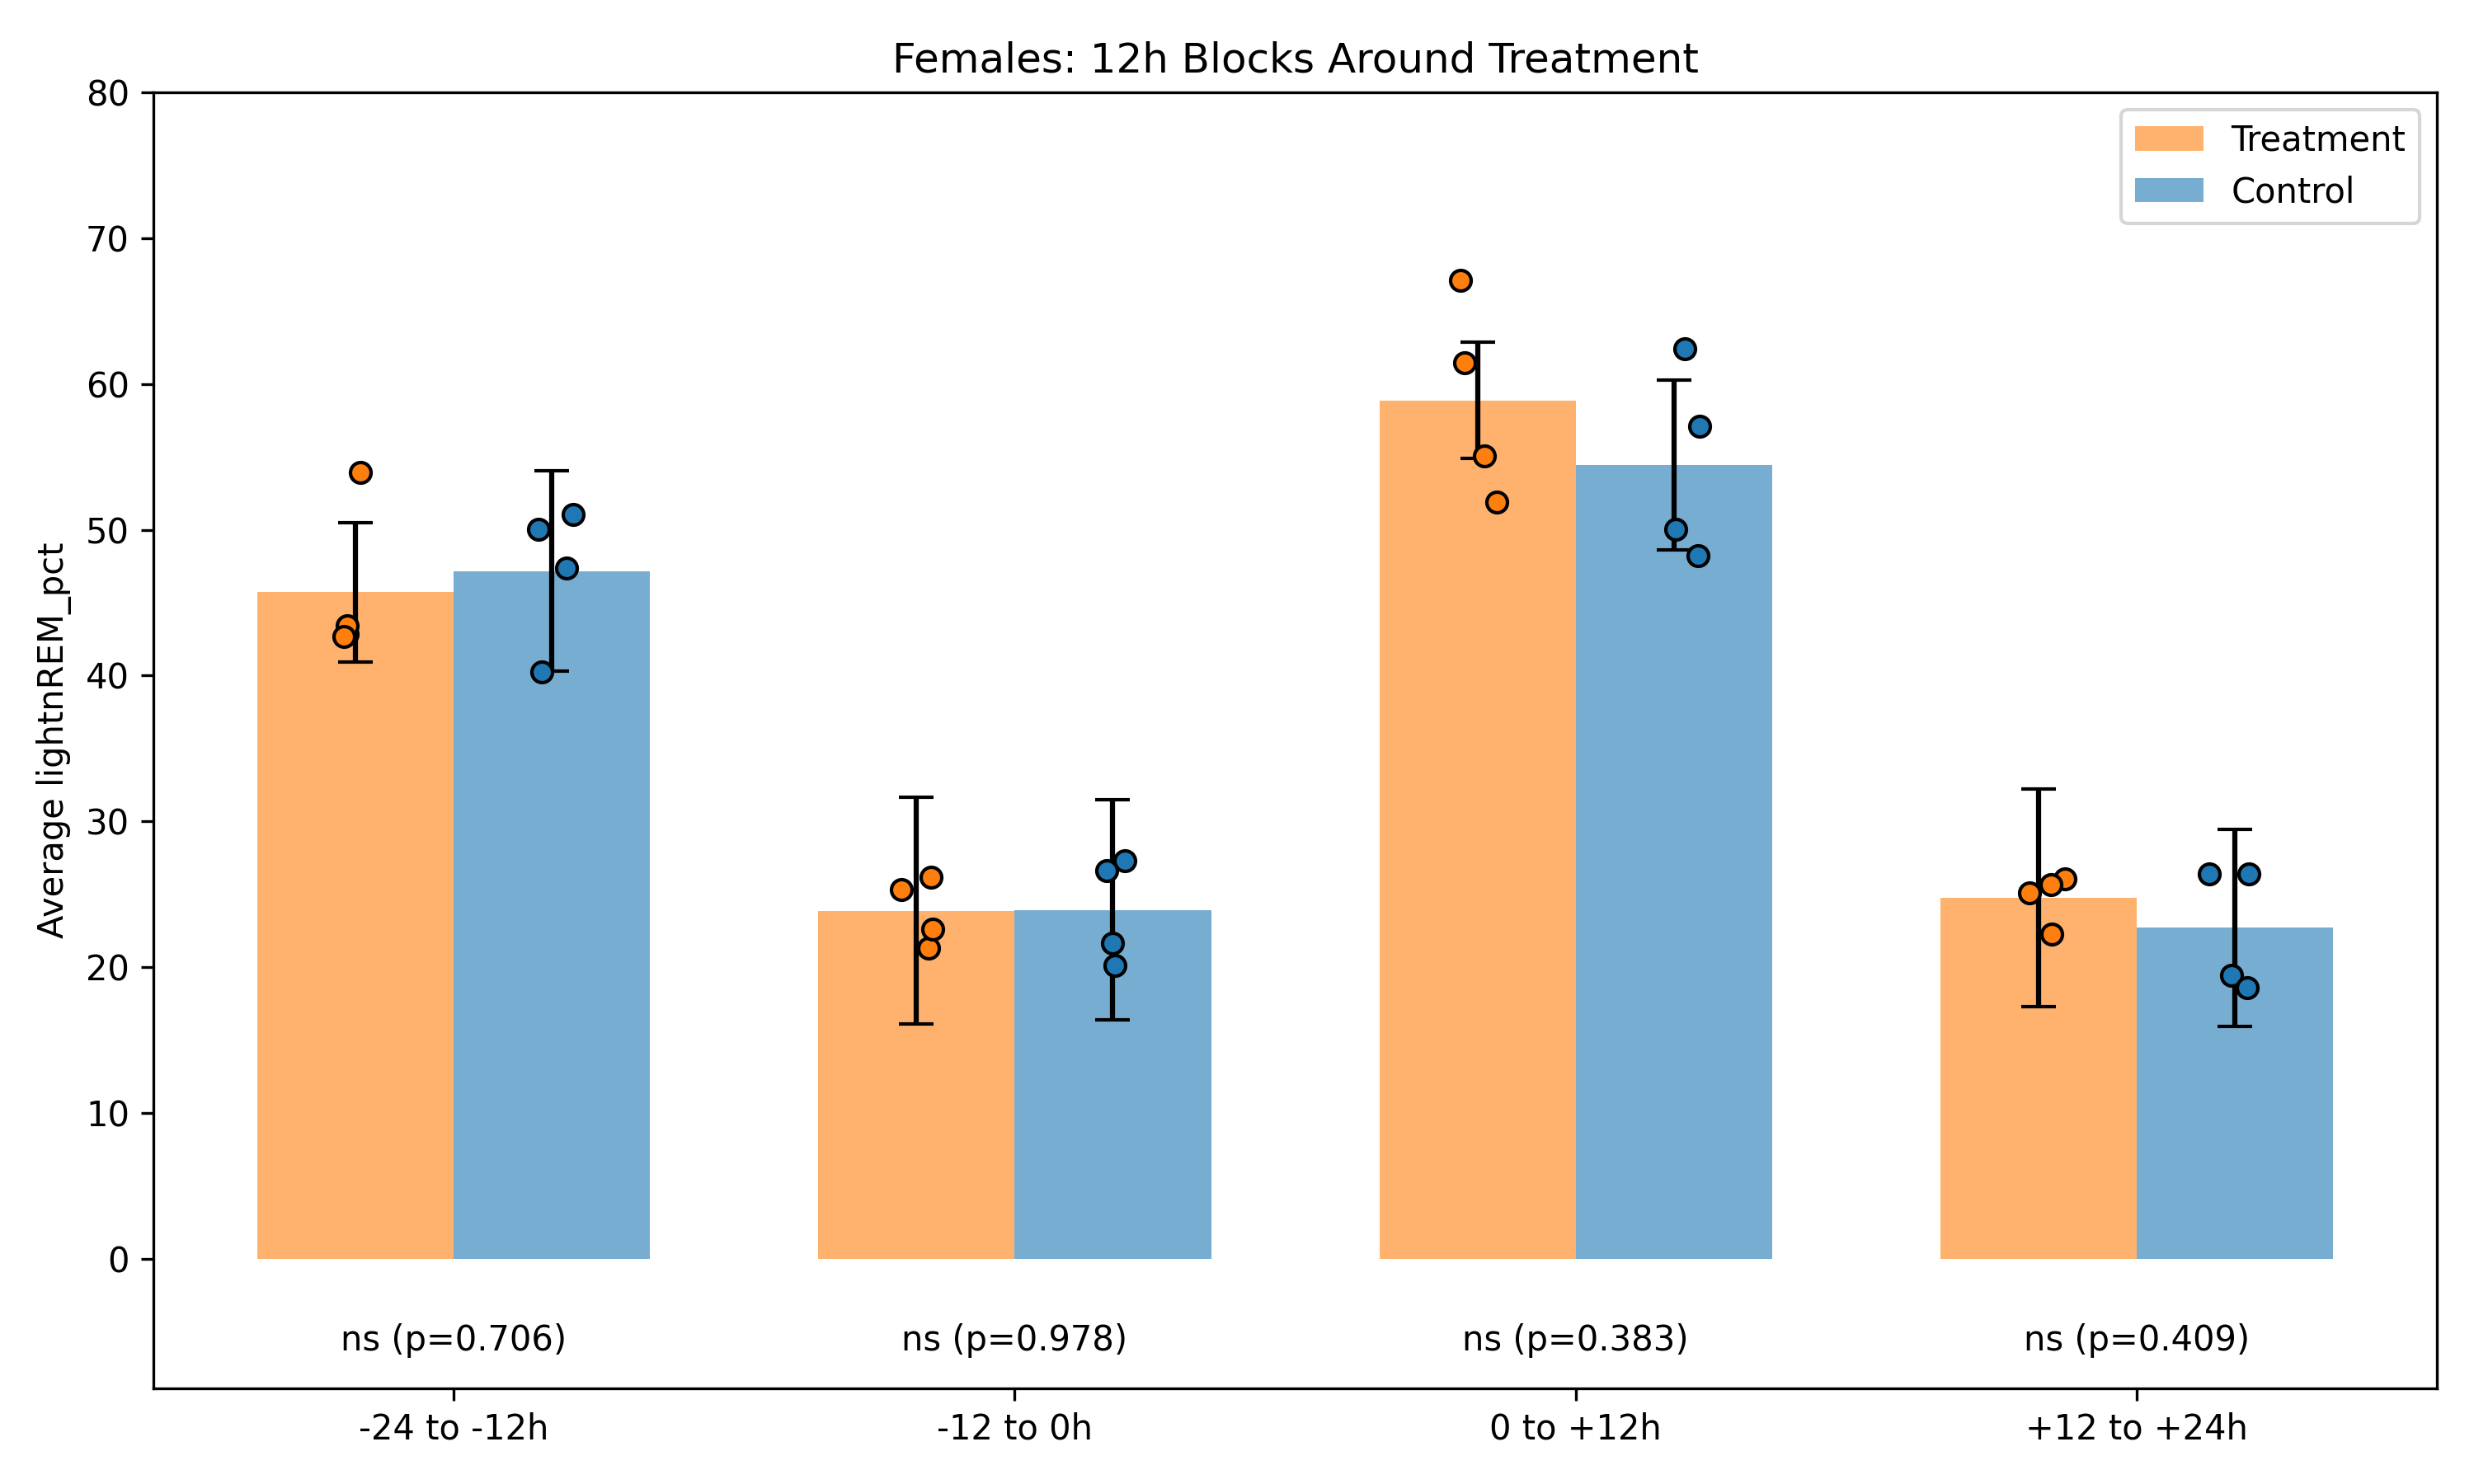 Females: 12h Blocks Around Treatment
Treatment
Control
Average lightnREM_pct
80
70
60
50
40
30
20
10
0
ns (p=0.706)
ns (p=0.978)
ns (p=0.383)
ns (p=0.409)
-24 to -12h
-12 to 0h
0 to +12h
+12 to +24h